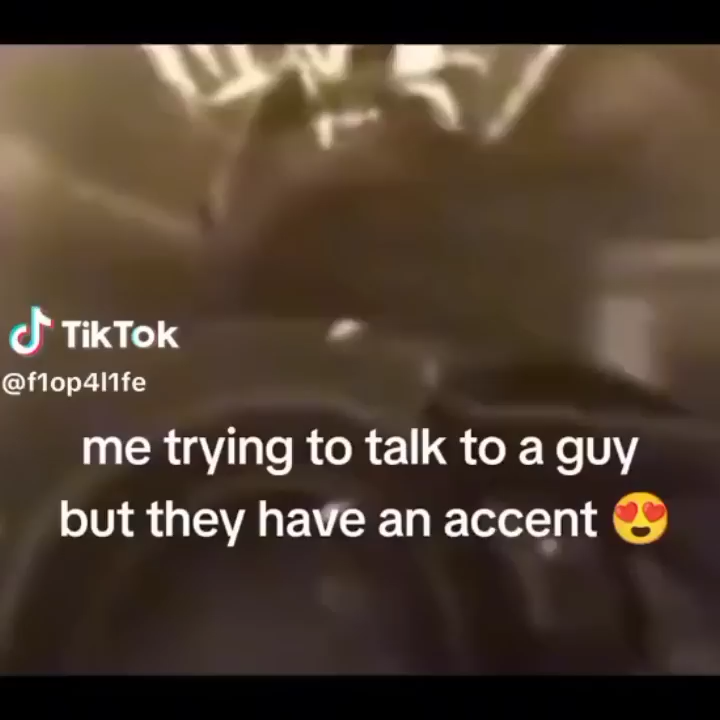 TikTok
@f1op4l1fe
me trying to talk to a guy
but they have an accent 😍